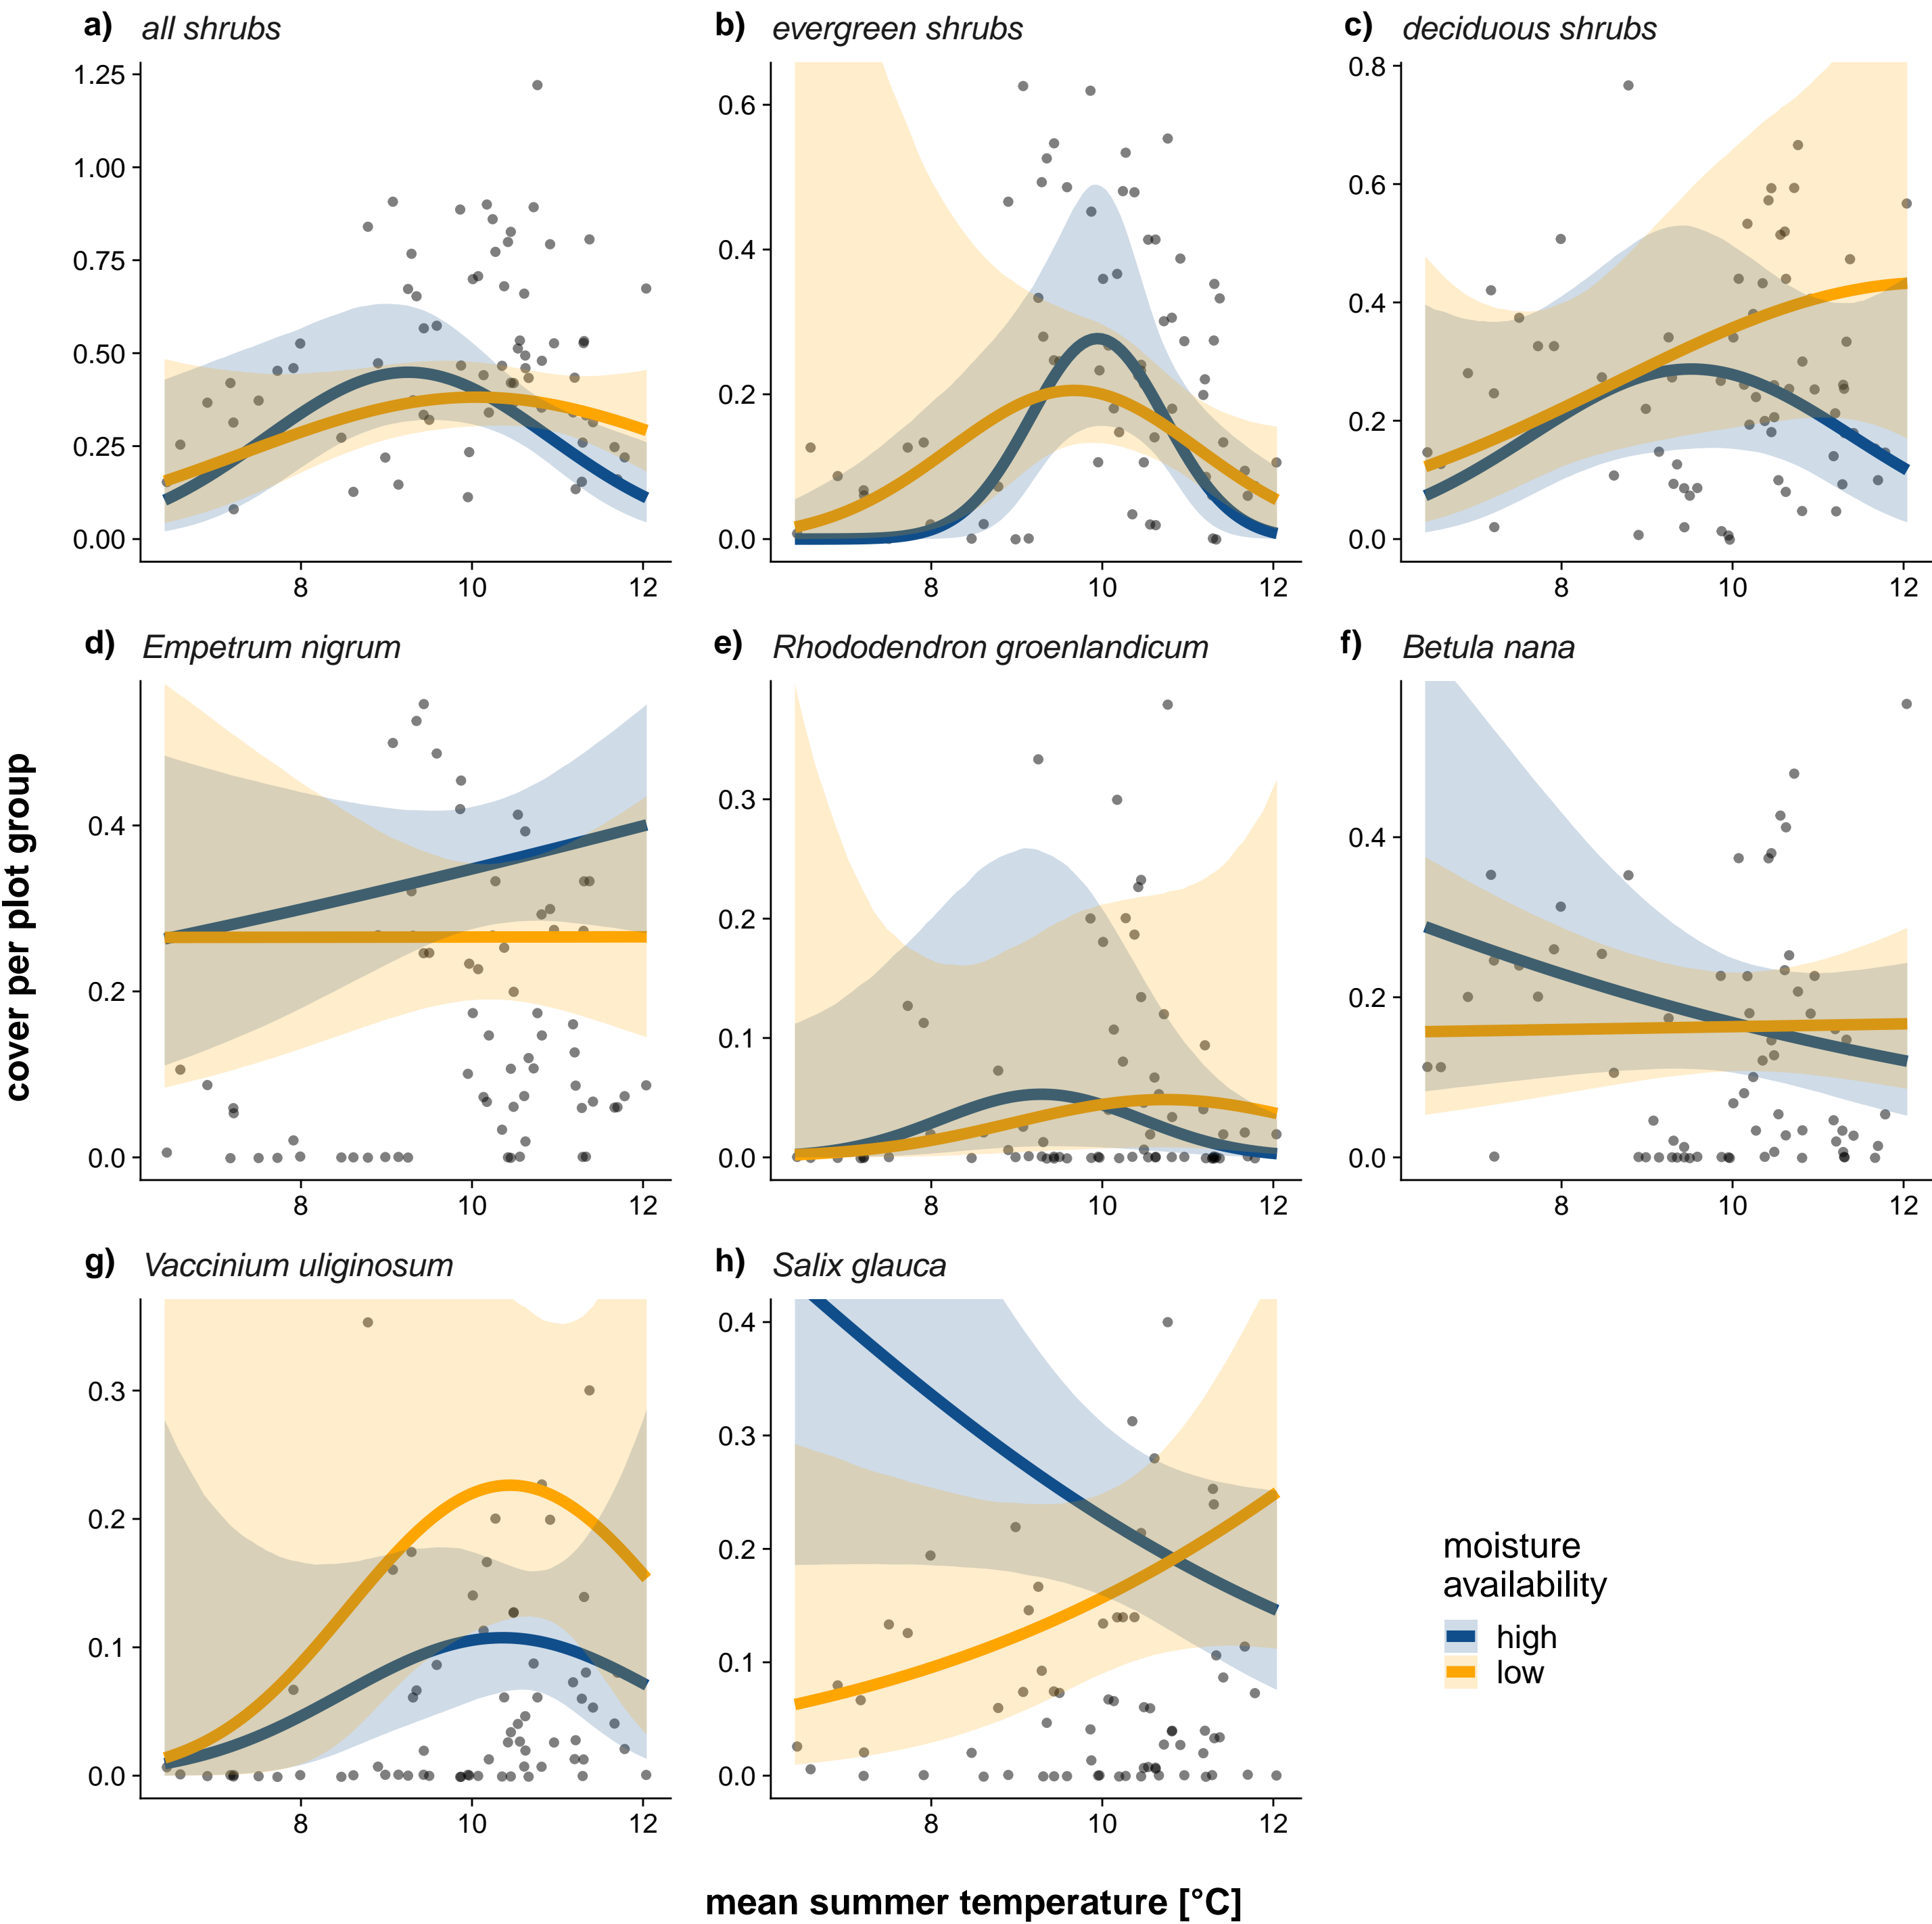 a) all shrubs
b) evergreen shrubs
c) deciduous shrubs
1.25
1.00
0.75
0.50
0.25
0.00
8 10 12
0.6
0.4
0.2
0.0
8 10 12
0.8
0.6
0.4
0.2
0.0
8 10 12
d) Empetrum nigrum
e) Rhododendron groenlandicum
f) Betula nana
cover per plot group
0.4
0.2
0.0
8 10 12
0.3
0.2
0.1
0.0
8 10 12
0.4
0.2
0.0
8 10 12
g) Vaccinium uliginosum
h) Salix glauca
0.3
0.2
0.1
0.0
8 10 12
0.4
0.3
0.2
0.1
0.0
8 10 12
moisture
availability
high
low
mean summer temperature [°C]